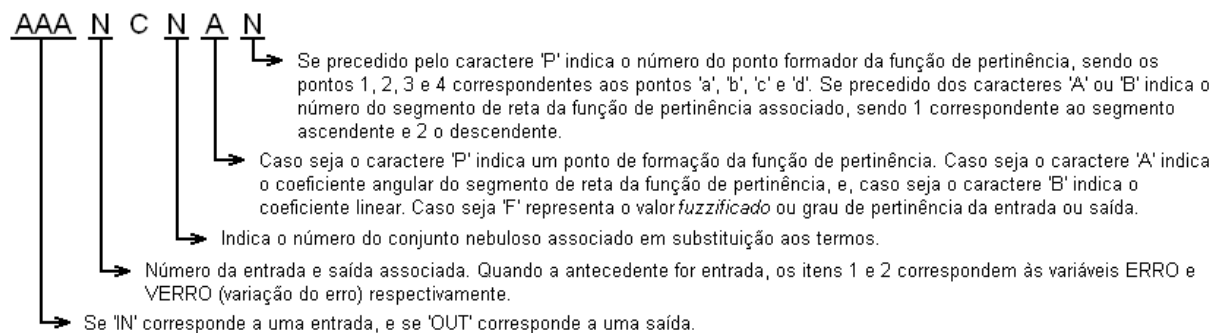 AAA N C N A N
Se precedido pelo caractere 'P' indica o número do ponto formador da função de pertinência, sendo os
pontos 1, 2, 3 e 4 correspondentes aos pontos 'a', 'b', 'c' e 'd'. Se precedido dos caracteres 'A' ou 'B' indica o
número do segmento de reta da função de pertinência associado, sendo 1 correspondente ao segmento
ascendente e 2 o descendente.
Caso seja o caractere 'P' indica um ponto de formação da função de pertinência. Caso seja o caractere 'A' indica
o coeficiente angular do segmento de reta da função de pertinência, e, caso seja o caractere 'B' indica o
coeficiente linear. Caso seja 'F' representa o valor fuzzificado ou grau de pertinência da entrada ou saída.
Indica o número do conjunto nebuloso associado em substituição aos termos.
Número da entrada e saída associada. Quando a antecedente for entrada, os itens 1 e 2 correspondem às variáveis ERRO e
VERRO (variação do erro) respectivamente.
Se 'IN' corresponde a uma entrada, e se 'OUT' corresponde a uma saída.